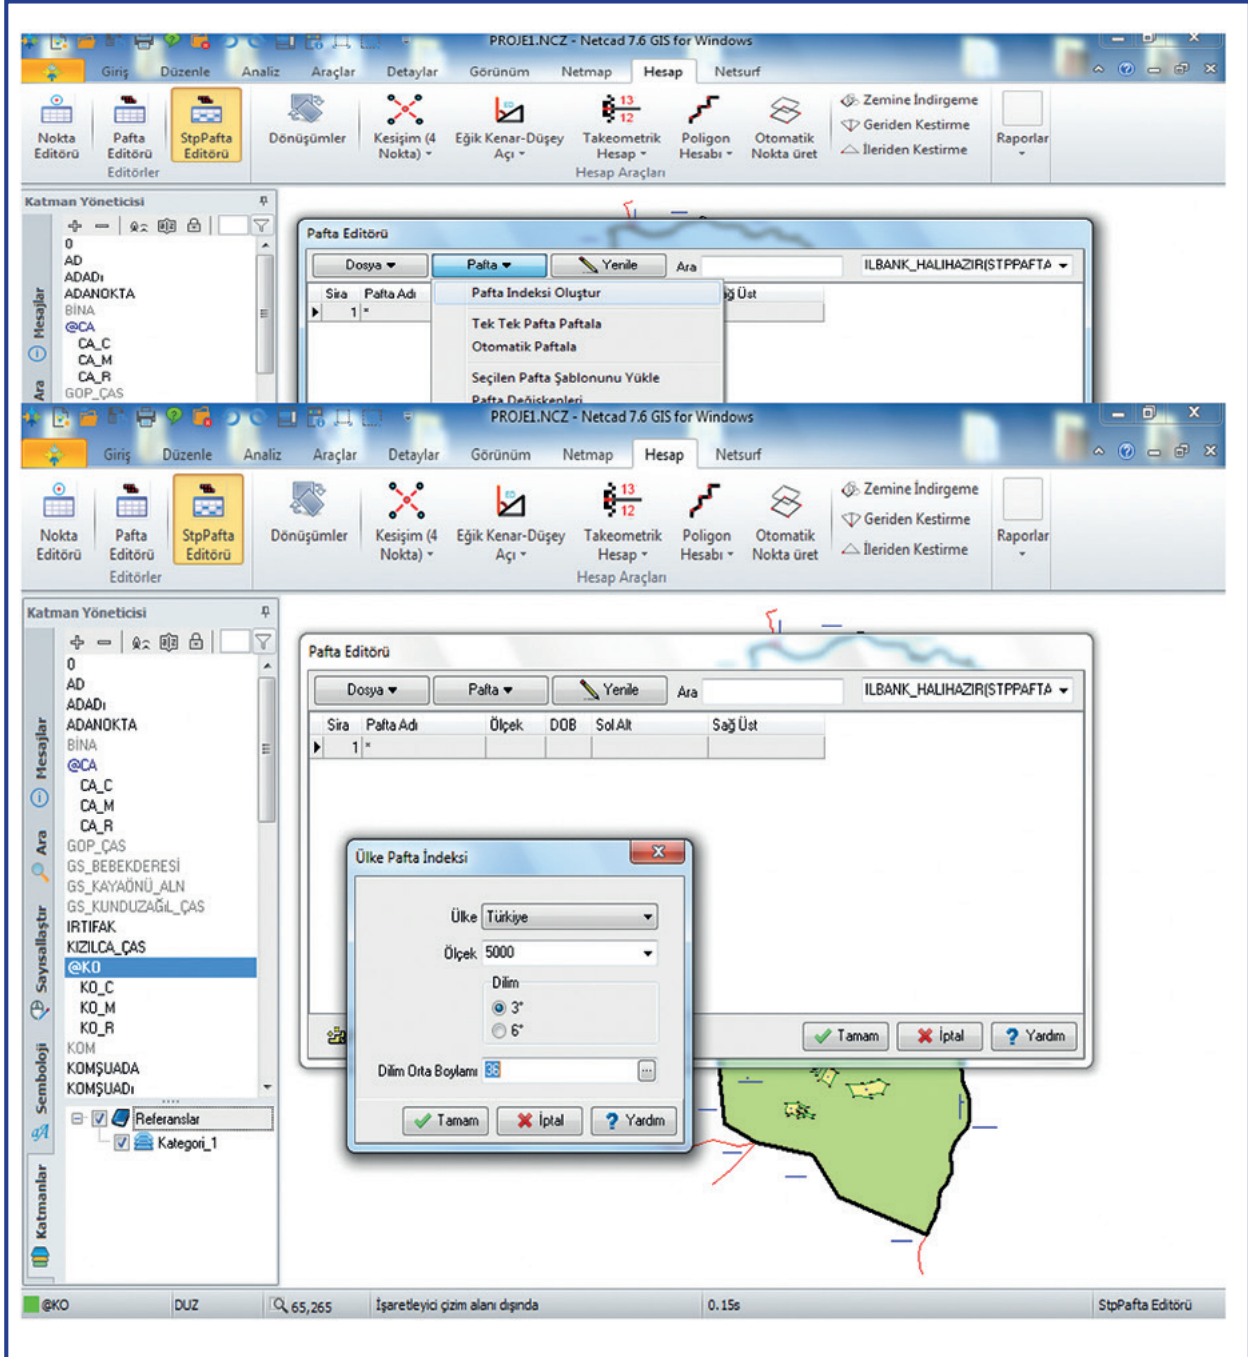 PROJE1.NCZ - Netcad 7.6 GIS for Windows
Giriş Düzenle Analiz Araçlar Detaylar Görünüm Netmap Hesap Netsurf
Nokta Editörü
Pafta Editörü
StpPafta Editörü
Dönüşümler
Kesişim (4 Nokta)
Eğik Kenar-Düşey Açı
13
12
Takeometrik Hesap
Poligon Hesabı
Otomatik Nokta üret
Zemine İndirgeme
Geriden Kestirme
İleriden Kestirme
Raporlar
Editörler
Hesap Araçları
Katman Yöneticisi
0
AD
ADADı
ADANOKTA
BİNA
@CA
CA_C
CA_M
CA_R
GOP_ÇAS
Mesajlar
Ara
Pafta Editörü
Dosya Pafta Yenile Ara ILBANK_HALIHAZIR(STPPAFTA
Sira Pafta Adı ağ Üst
1 *
Pafta Indeksi Oluştur
Tek Tek Pafta Paftala
Otomatik Paftala
Seçilen Pafta Şablonunu Yükle
Pafta Değişkenleri
PROJE1.NCZ - Netcad 7.6 GIS for Windows
Giriş Düzenle Analiz Araçlar Detaylar Görünüm Netmap Hesap Netsurf
Nokta Editörü
Pafta Editörü
StpPafta Editörü
Dönüşümler
Kesişim (4 Nokta)
Eğik Kenar-Düşey Açı
13
12
Takeometrik Hesap
Poligon Hesabı
Otomatik Nokta üret
Zemine İndirgeme
Geriden Kestirme
İleriden Kestirme
Raporlar
Editörler
Hesap Araçları
Katman Yöneticisi
0
AD
ADADı
ADANOKTA
BİNA
@CA
CA_C
CA_M
CA_R
GOP_ÇAS
GS_BEBEKDERESİ
GS_KAYAÖNÜ_ALN
GS_KUNDUZAĞıL_ÇAS
IRTIFAK
KIZILCA_ÇAS
@KO
KO_C
KO_M
KO_R
KOM
KOMŞUADA
KOMŞUADı
Referanslar
Kategori_1
Mesajlar
Ara
Sayısallaştır
Semboloji
Katmanlar
Pafta Editörü
Dosya Pafta Yenile Ara ILBANK_HALIHAZIR(STPPAFTA
Sira Pafta Adı Ölçek DOB Sol Alt Sağ Üst
1 *
Tamam İptal Yardım
Ülke Pafta İndeksi
Ülke Türkiye
Ölçek 5000
Dilim
3°
6°
Dilim Orta Boylamı 36
Tamam İptal Yardım
@KO DUZ 65,265 İşaretleyici çizim alanı dışında 0.15s StpPafta Editörü